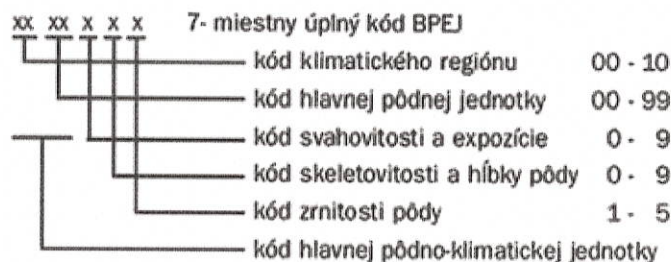 xx xx x x x 7- miestny úplný kód BPEJ
kód klimatického regiónu 00 - 10
kód hlavnej pôdnej jednotky 00 - 99
kód svahovitosti a expozície 0 - 9
kód skeletovitosti a hĺbky pôdy 0 - 9
kód zrnitosti pôdy 1 - 5
kód hlavnej pôdno-klimatickej jednotky